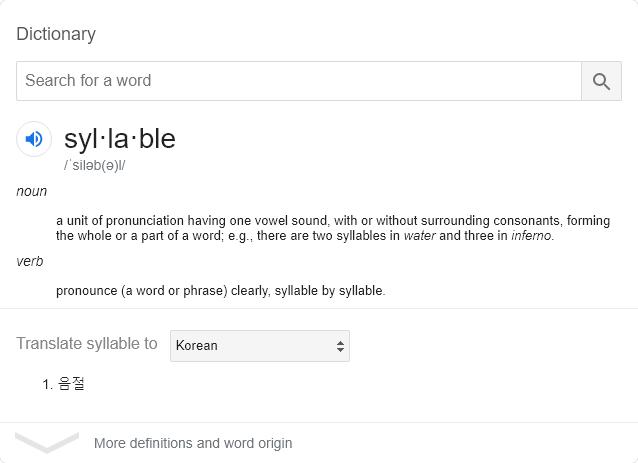 Dictionary
Search for a word
syl·la·ble
/ˈsiləb(ə)l/
noun
a unit of pronunciation having one vowel sound, with or without surrounding consonants, forming
the whole or a part of a word; e.g., there are two syllables in water and three in inferno.
verb
pronounce (a word or phrase) clearly, syllable by syllable.
Translate syllable to Korean
1. 음절
More definitions and word origin